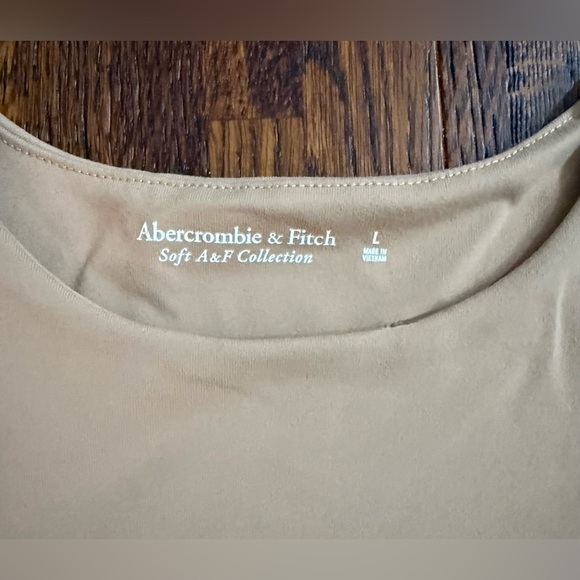 Abercrombie & Fitch
Soft A&F Collection
L
MADE IN
VIETNAM